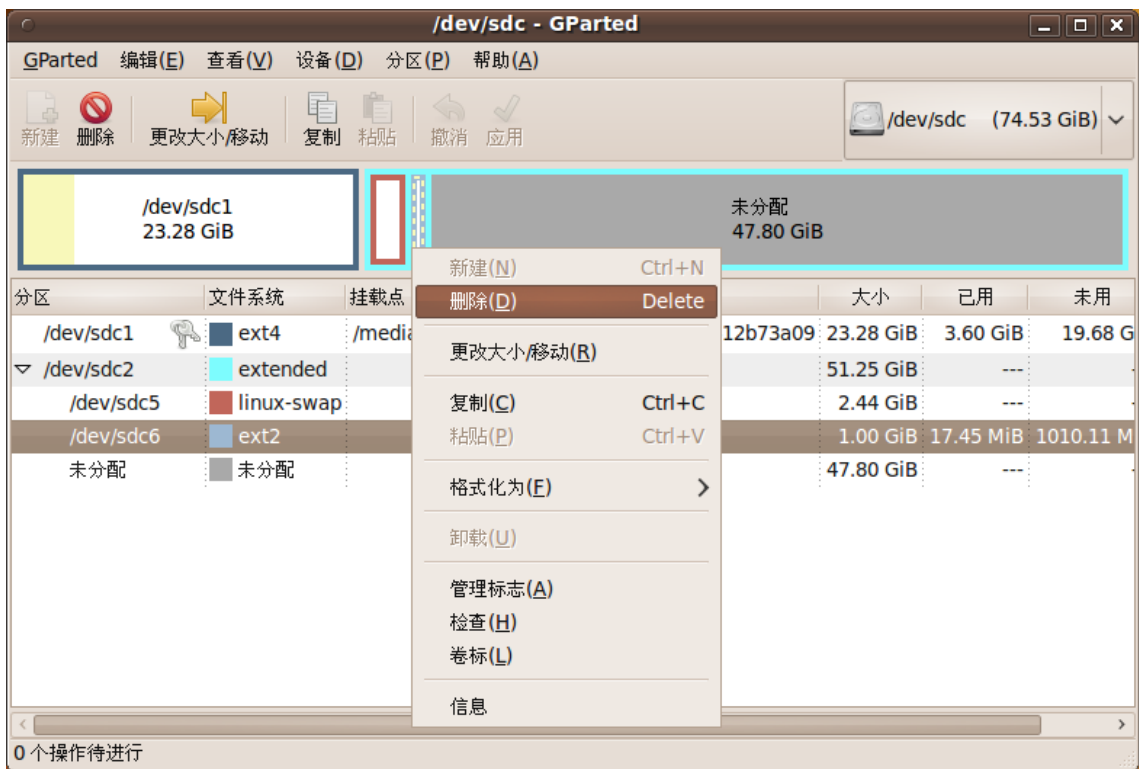 /dev/sdc - GParted
GParted 编辑(E) 查看(V) 设备(D) 分区(P) 帮助(A)
新建 删除 更改大小/移动 复制 粘贴 撤消 应用
/dev/sdc (74.53 GiB)
/dev/sdc1
23.28 GiB
未分配
47.80 GiB
分区 文件系统 挂载点 大小 已用 未用
/dev/sdc1 ext4 /media 12b73a09 23.28 GiB 3.60 GiB 19.68 G
/dev/sdc2 extended 51.25 GiB ---
/dev/sdc5 linux-swap 2.44 GiB ---
/dev/sdc6 ext2 1.00 GiB 17.45 MiB 1010.11 M
未分配 未分配 47.80 GiB ---
新建(N) Ctrl+N
删除(D) Delete
更改大小/移动(R)
复制(C) Ctrl+C
粘贴(P) Ctrl+V
格式化为(F)
卸载(U)
管理标志(A)
检查(H)
卷标(L)
信息
0 个操作待进行